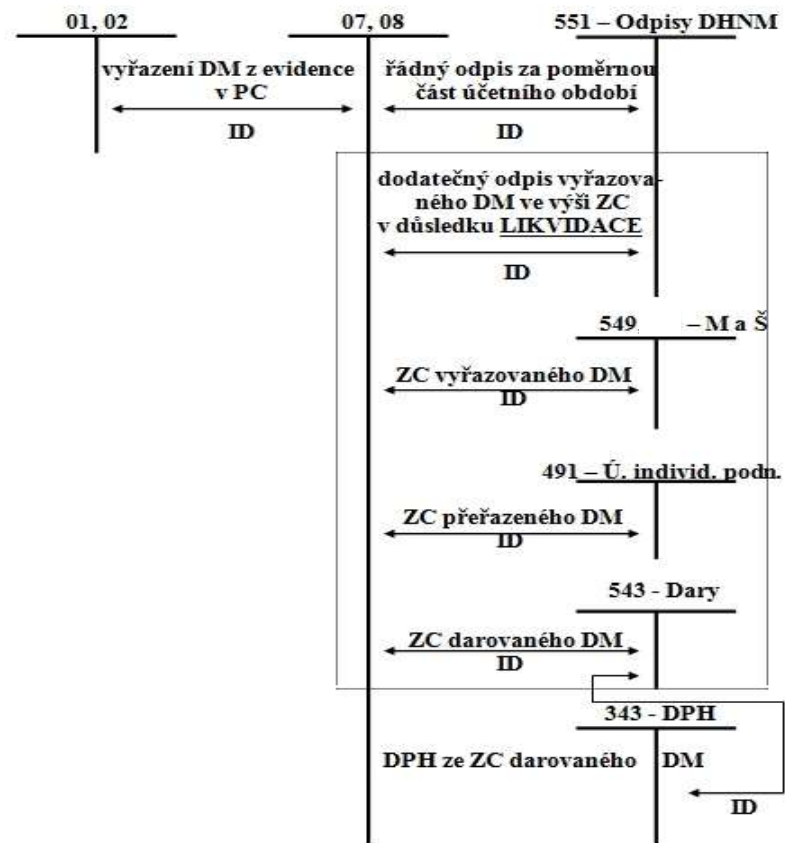 01, 02 07, 08 551 – Odpisy DHNM
vyřazení DM z evidence
v PC
ID
řádný odpis za poměrnou
část účetního období
ID
dodatečný odpis vyřazova-
ného DM ve výši ZC
v důsledku LIKVIDACE
ID
549 – M a Š
ZC vyřazovaného DM
ID
491 – Ú. individ. podn.
ZC přeřazeného DM
ID
543 - Dary
ZC darovaného DM
ID
343 - DPH
DPH ze ZC darovaného DM
ID